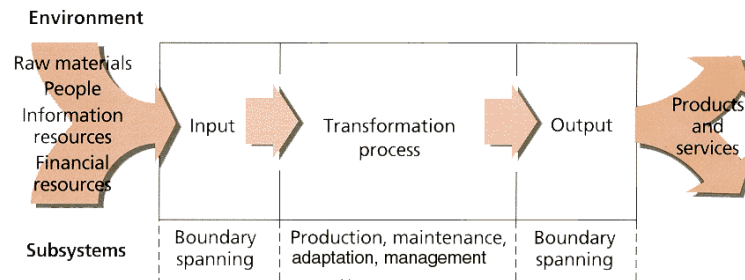 Environment
Raw materials
People
Information
resources
Financial
resources
Input
Transformation
process
Output
Products
and
services
Subsystems
Boundary
spanning
Production, maintenance,
adaptation, management
Boundary
spanning